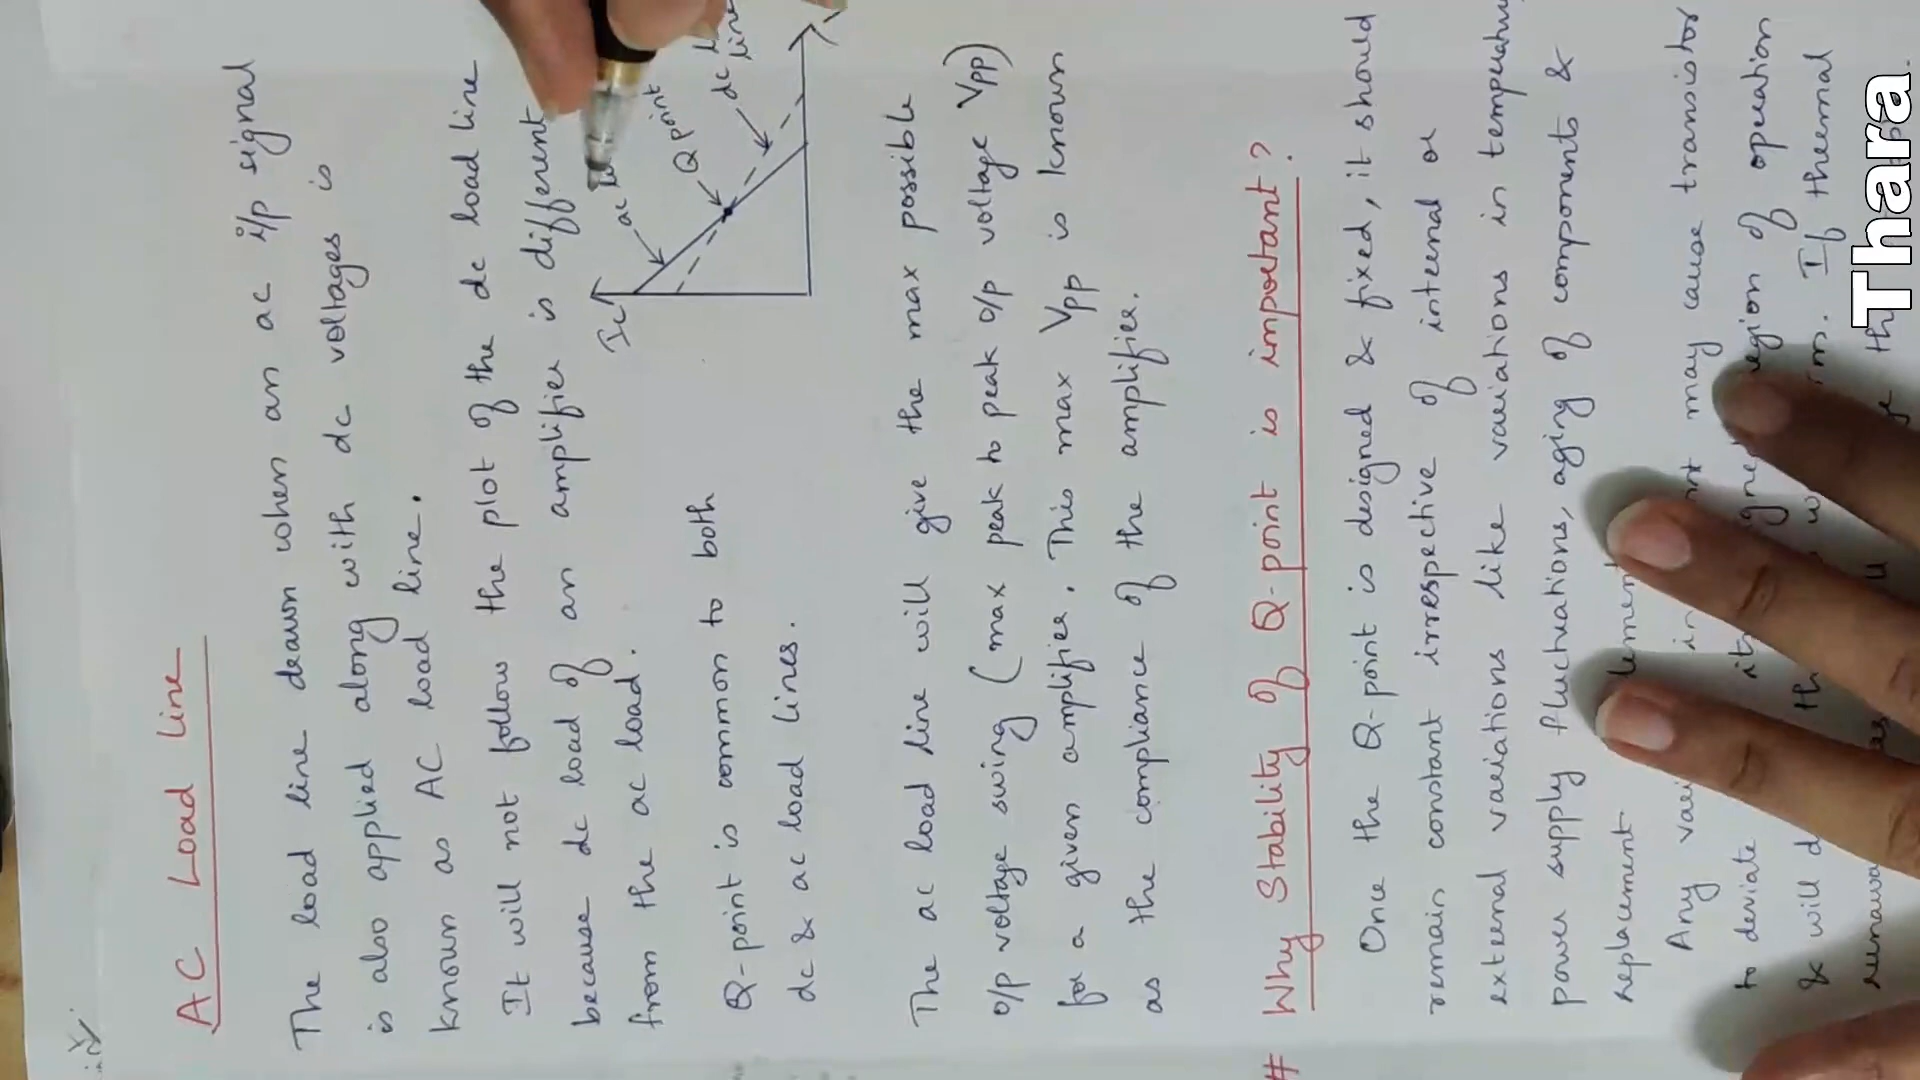 AC Load line
The load line drawn when an ac i/p signal
is also applied along with dc voltages is
known as AC load line.
It will not follow the plot of the dc load line
because dc load of an amplifier is different
from the ac load.
Q-point is common to both
dc & ac load lines.
Ic
ac
Q point
dc
line
The ac load line will give the max possible
o/p voltage swing (max peak to peak o/p voltage VPP)
for a given amplifier. This max VPP is known
as the compliance of the amplifier.
# Why Stability of Q-point is important?
Once the Q-point is designed & fixed, it should
remain constant irrespective of internal or
external variations like variations in
power supply fluctuations, aging of components &
replacement
Any may cause transistor
to deviate of operation
& will If thermal
Thara